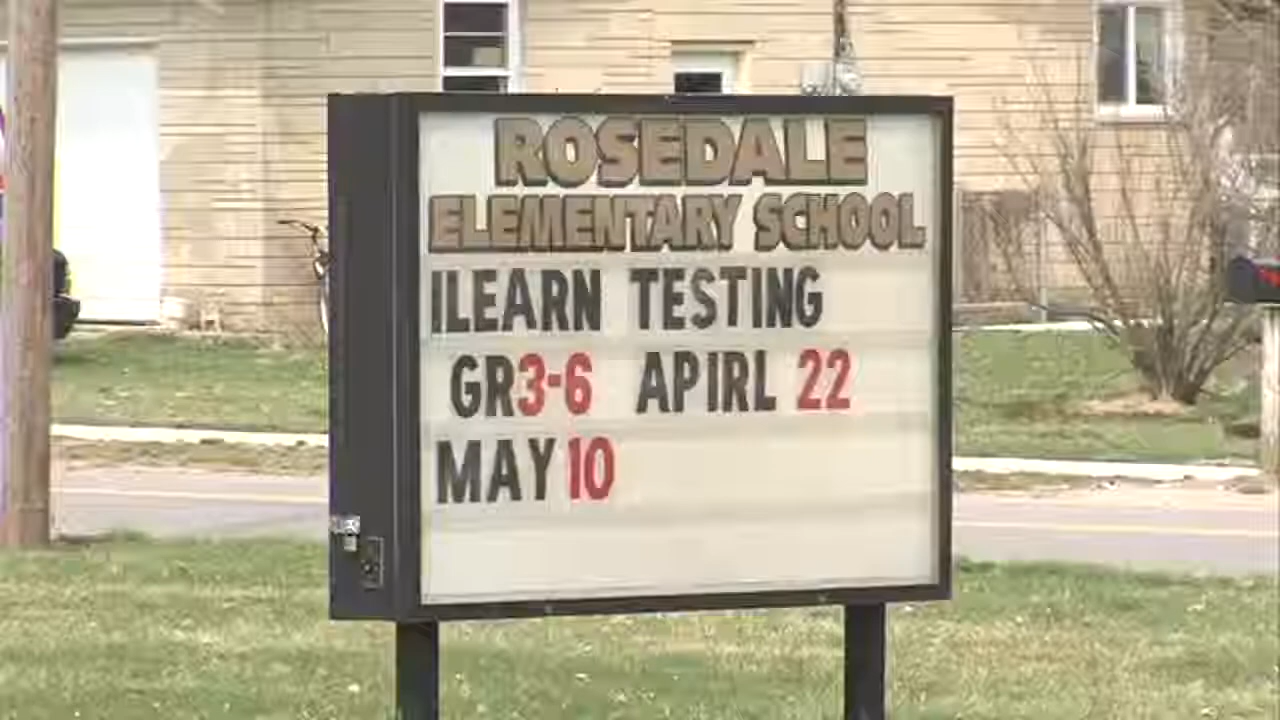 ROSEDALE
ELEMENTARY SCHOOL
ILEARN TESTING
GR3-6 APIRL 22
MAY 10